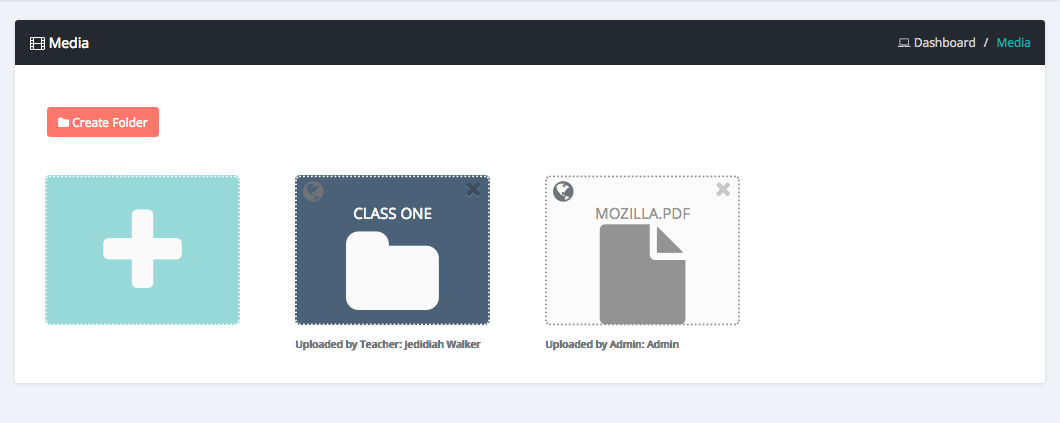 Media
Dashboard / Media
Create Folder
CLASS ONE
MOZILLA.PDF
Uploaded by Teacher: Jedidiah Walker
Uploaded by Admin: Admin